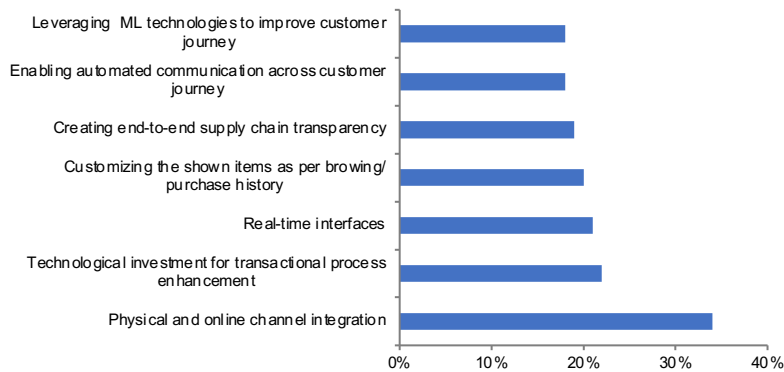 Leveraging ML technologies to improve customer
journey
Enabling automated communication across customer
journey
Creating end-to-end supply chain transparency
Customizing the shown items as per browing/
purchase history
Real-time interfaces
Technological investment for transactional process
enhancement
Physical and online channel integration
0% 10% 20% 30% 40%